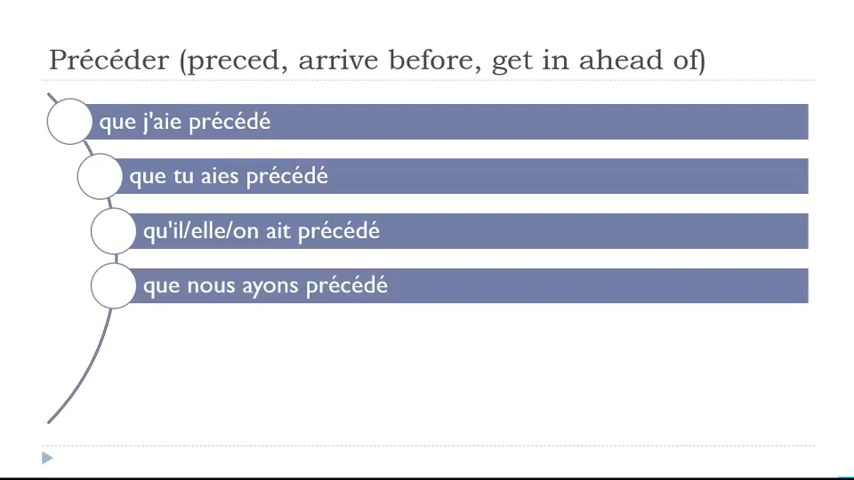 Précéder (preced, arrive before, get in ahead of)
que j'aie précédé
que tu aies précédé
qu'il/elle/on ait précédé
que nous ayons précédé